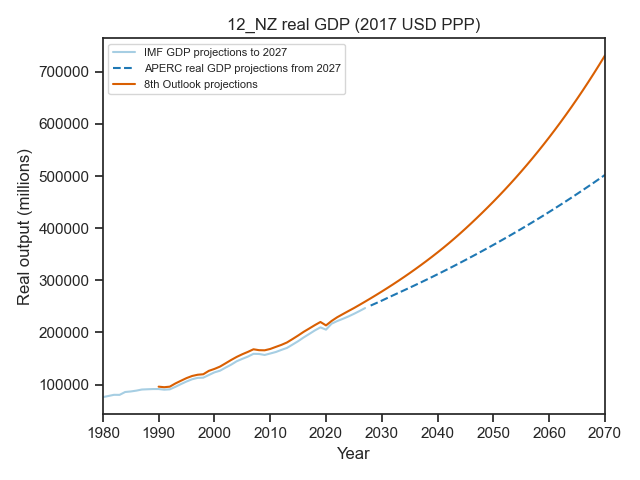 12_NZ real GDP (2017 USD PPP)
IMF GDP projections to 2027
APERC real GDP projections from 2027
8th Outlook projections
700000
600000
500000
400000
300000
200000
100000
Real output (millions)
1980 1990 2000 2010 2020 2030 2040 2050 2060 2070
Year